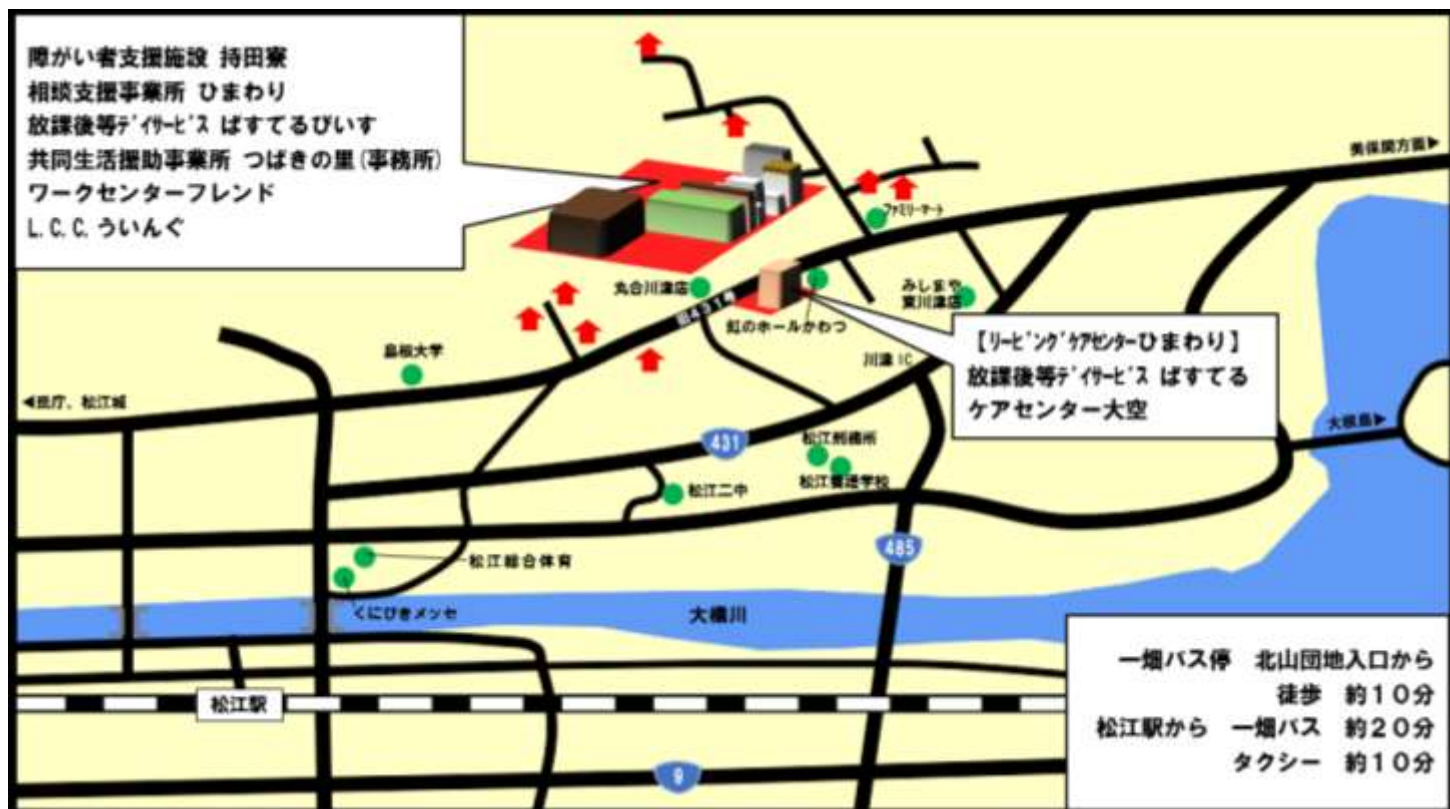 障がい者支援施設 持田寮
相談支援事業所 ひまわり
放課後等ﾃﾞｲｻｰﾋﾞｽ ぱすてるぴいす
共同生活援助事業所 つばきの里(事務所)
ワークセンターフレンド
L.C.C.ういんぐ
美保関方面▶
ﾌｧﾐﾘｰﾏｰﾄ
丸合川津店
旧431号
虹のホールかわつ
みしまや
東川津店
【ﾘｰﾋﾞﾝｸﾞｹｱｾﾝﾀｰひまわり】
放課後等ﾃﾞｲｻｰﾋﾞｽ ぱすてる
ケアセンター大空
島根大学
川津IC
◀県庁、松江城
大根島▶
431
松江刑務所
松江養護学校
松江二中
485
松江総合体育
くにびきメッセ
大橋川
松江駅
9
一畑バス停 北山団地入口から
徒歩 約10分
松江駅から 一畑バス 約20分
タクシー 約10分